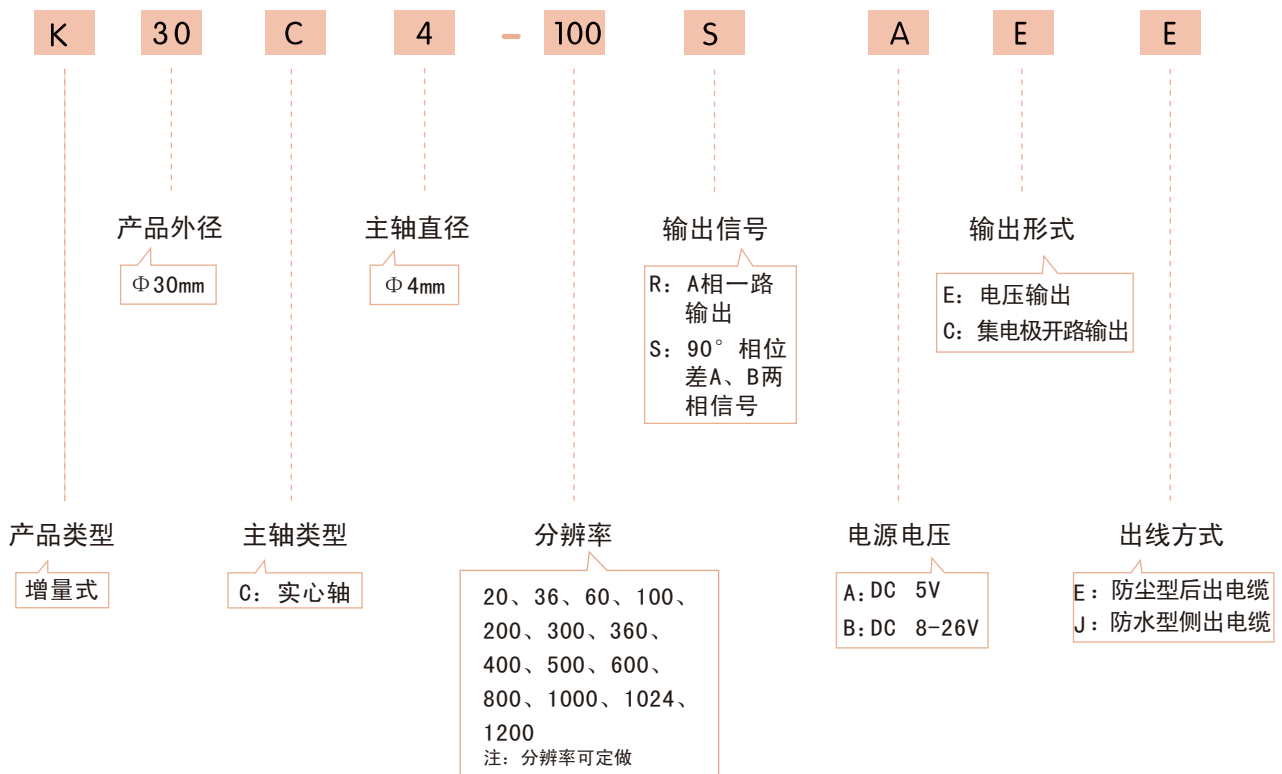 K 30 C 4 - 100 S A E E
产品外径
Φ30mm
主轴直径
Φ4mm
输出信号
R: A相一路
输出
S: 90°相位
差A、B两
相信号
输出形式
E: 电压输出
C: 集电极开路输出
产品类型
增量式
主轴类型
C: 实心轴
分辨率
20、36、60、100、
200、300、360、
400、500、600、
800、1000、1024、
1200
注: 分辨率可定做
电源电压
A: DC 5V
B: DC 8-26V
出线方式
E: 防尘型后出电缆
J: 防水型侧出电缆